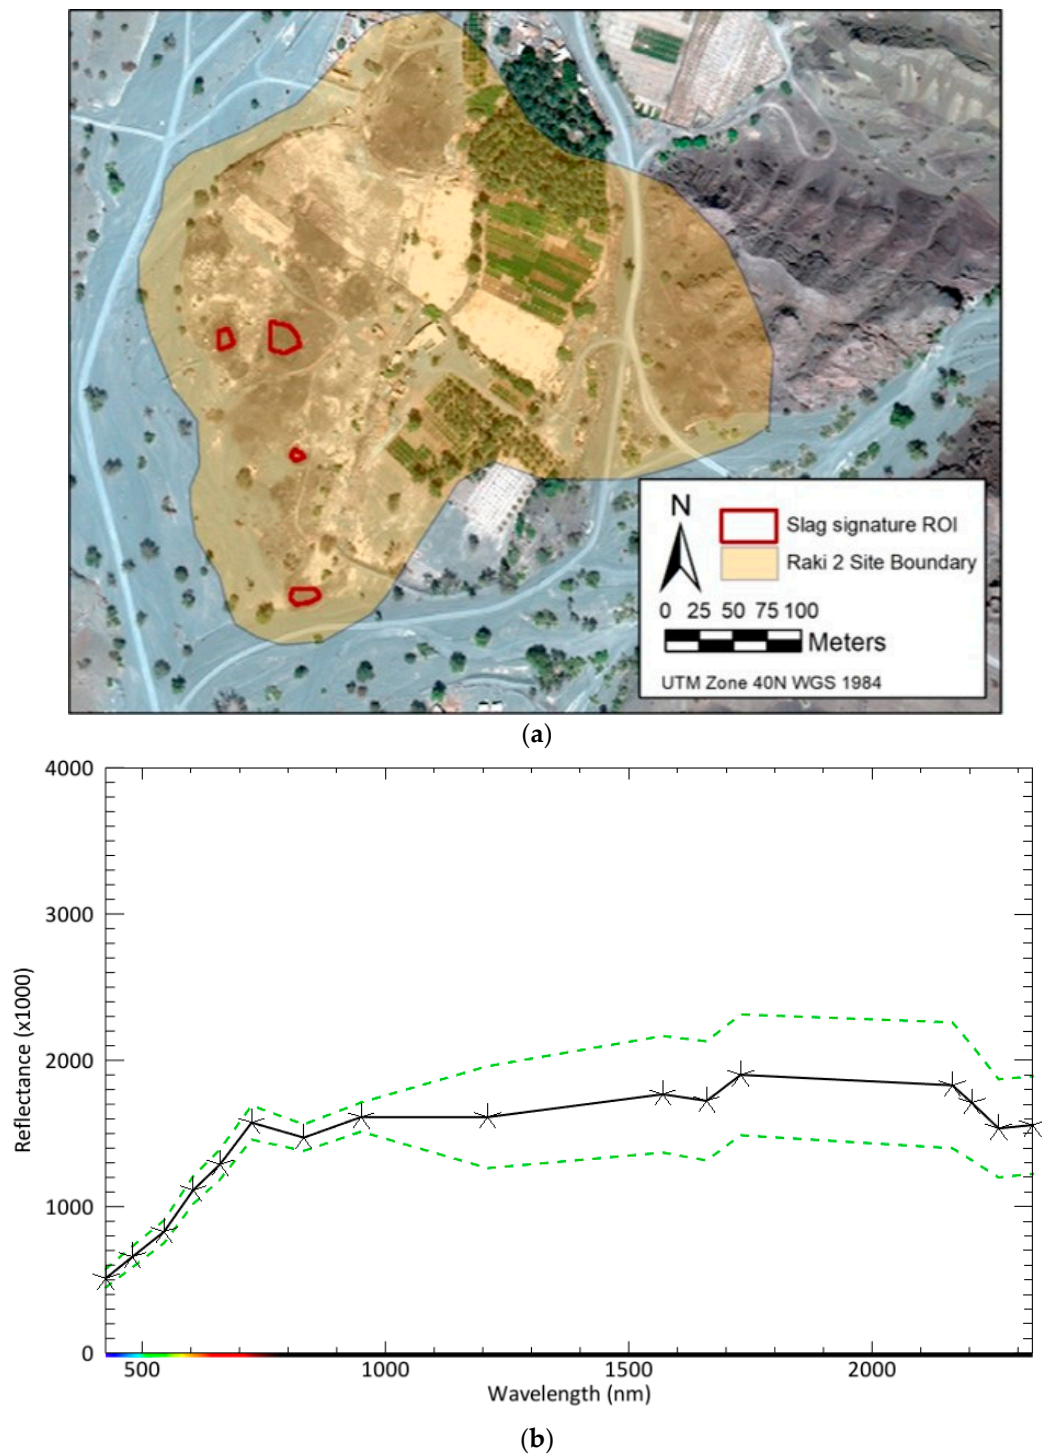 N
Slag signature ROI
Raki 2 Site Boundary
0 25 50 75 100
Meters
UTM Zone 40N WGS 1984
(a)
4000
3000
2000
1000
0
Reflectance (x1000)
500 1000 1500 2000
Wavelength (nm)
(b)